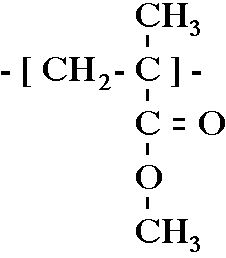 CH₃
- [ CH₂ - C ] -
C = O
O
CH₃